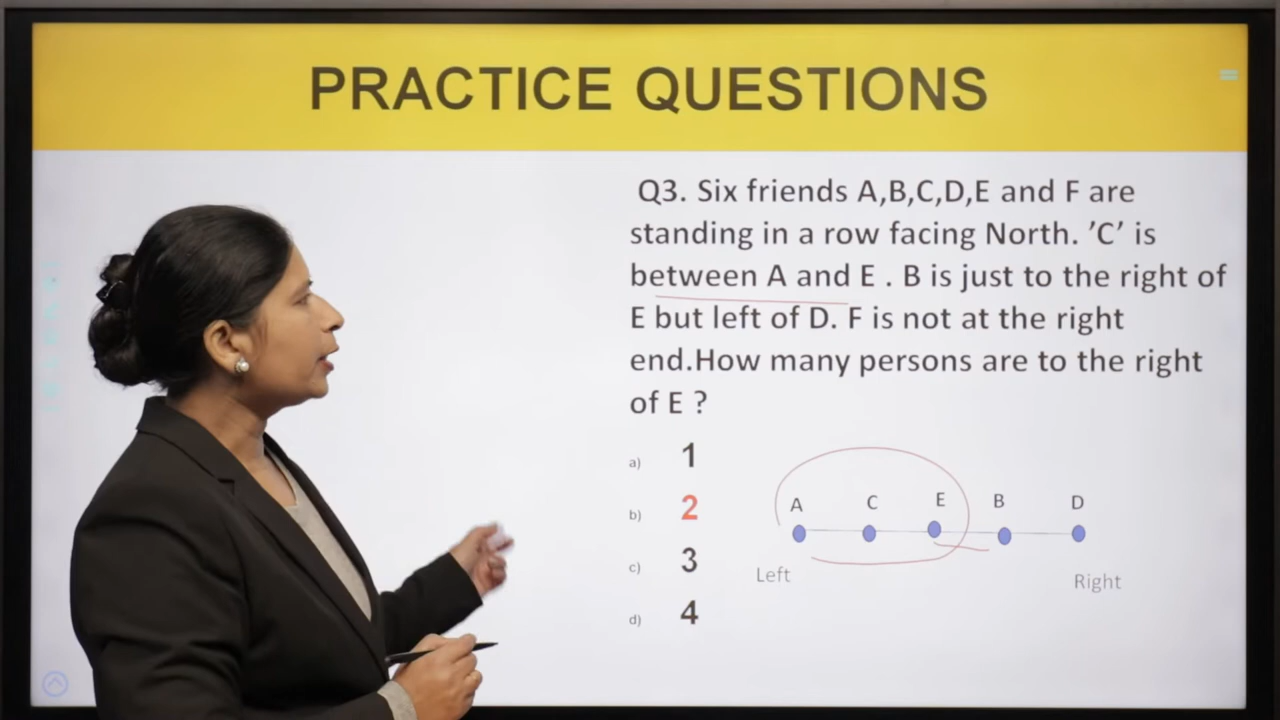 PRACTICE QUESTIONS
Q3. Six friends A,B,C,D,E and F are
standing in a row facing North. ’C’ is
between A and E . B is just to the right of
E but left of D. F is not at the right
end.How many persons are to the right
of E ?
a) 1
b) 2
c) 3
d) 4
A C E B D
Left Right